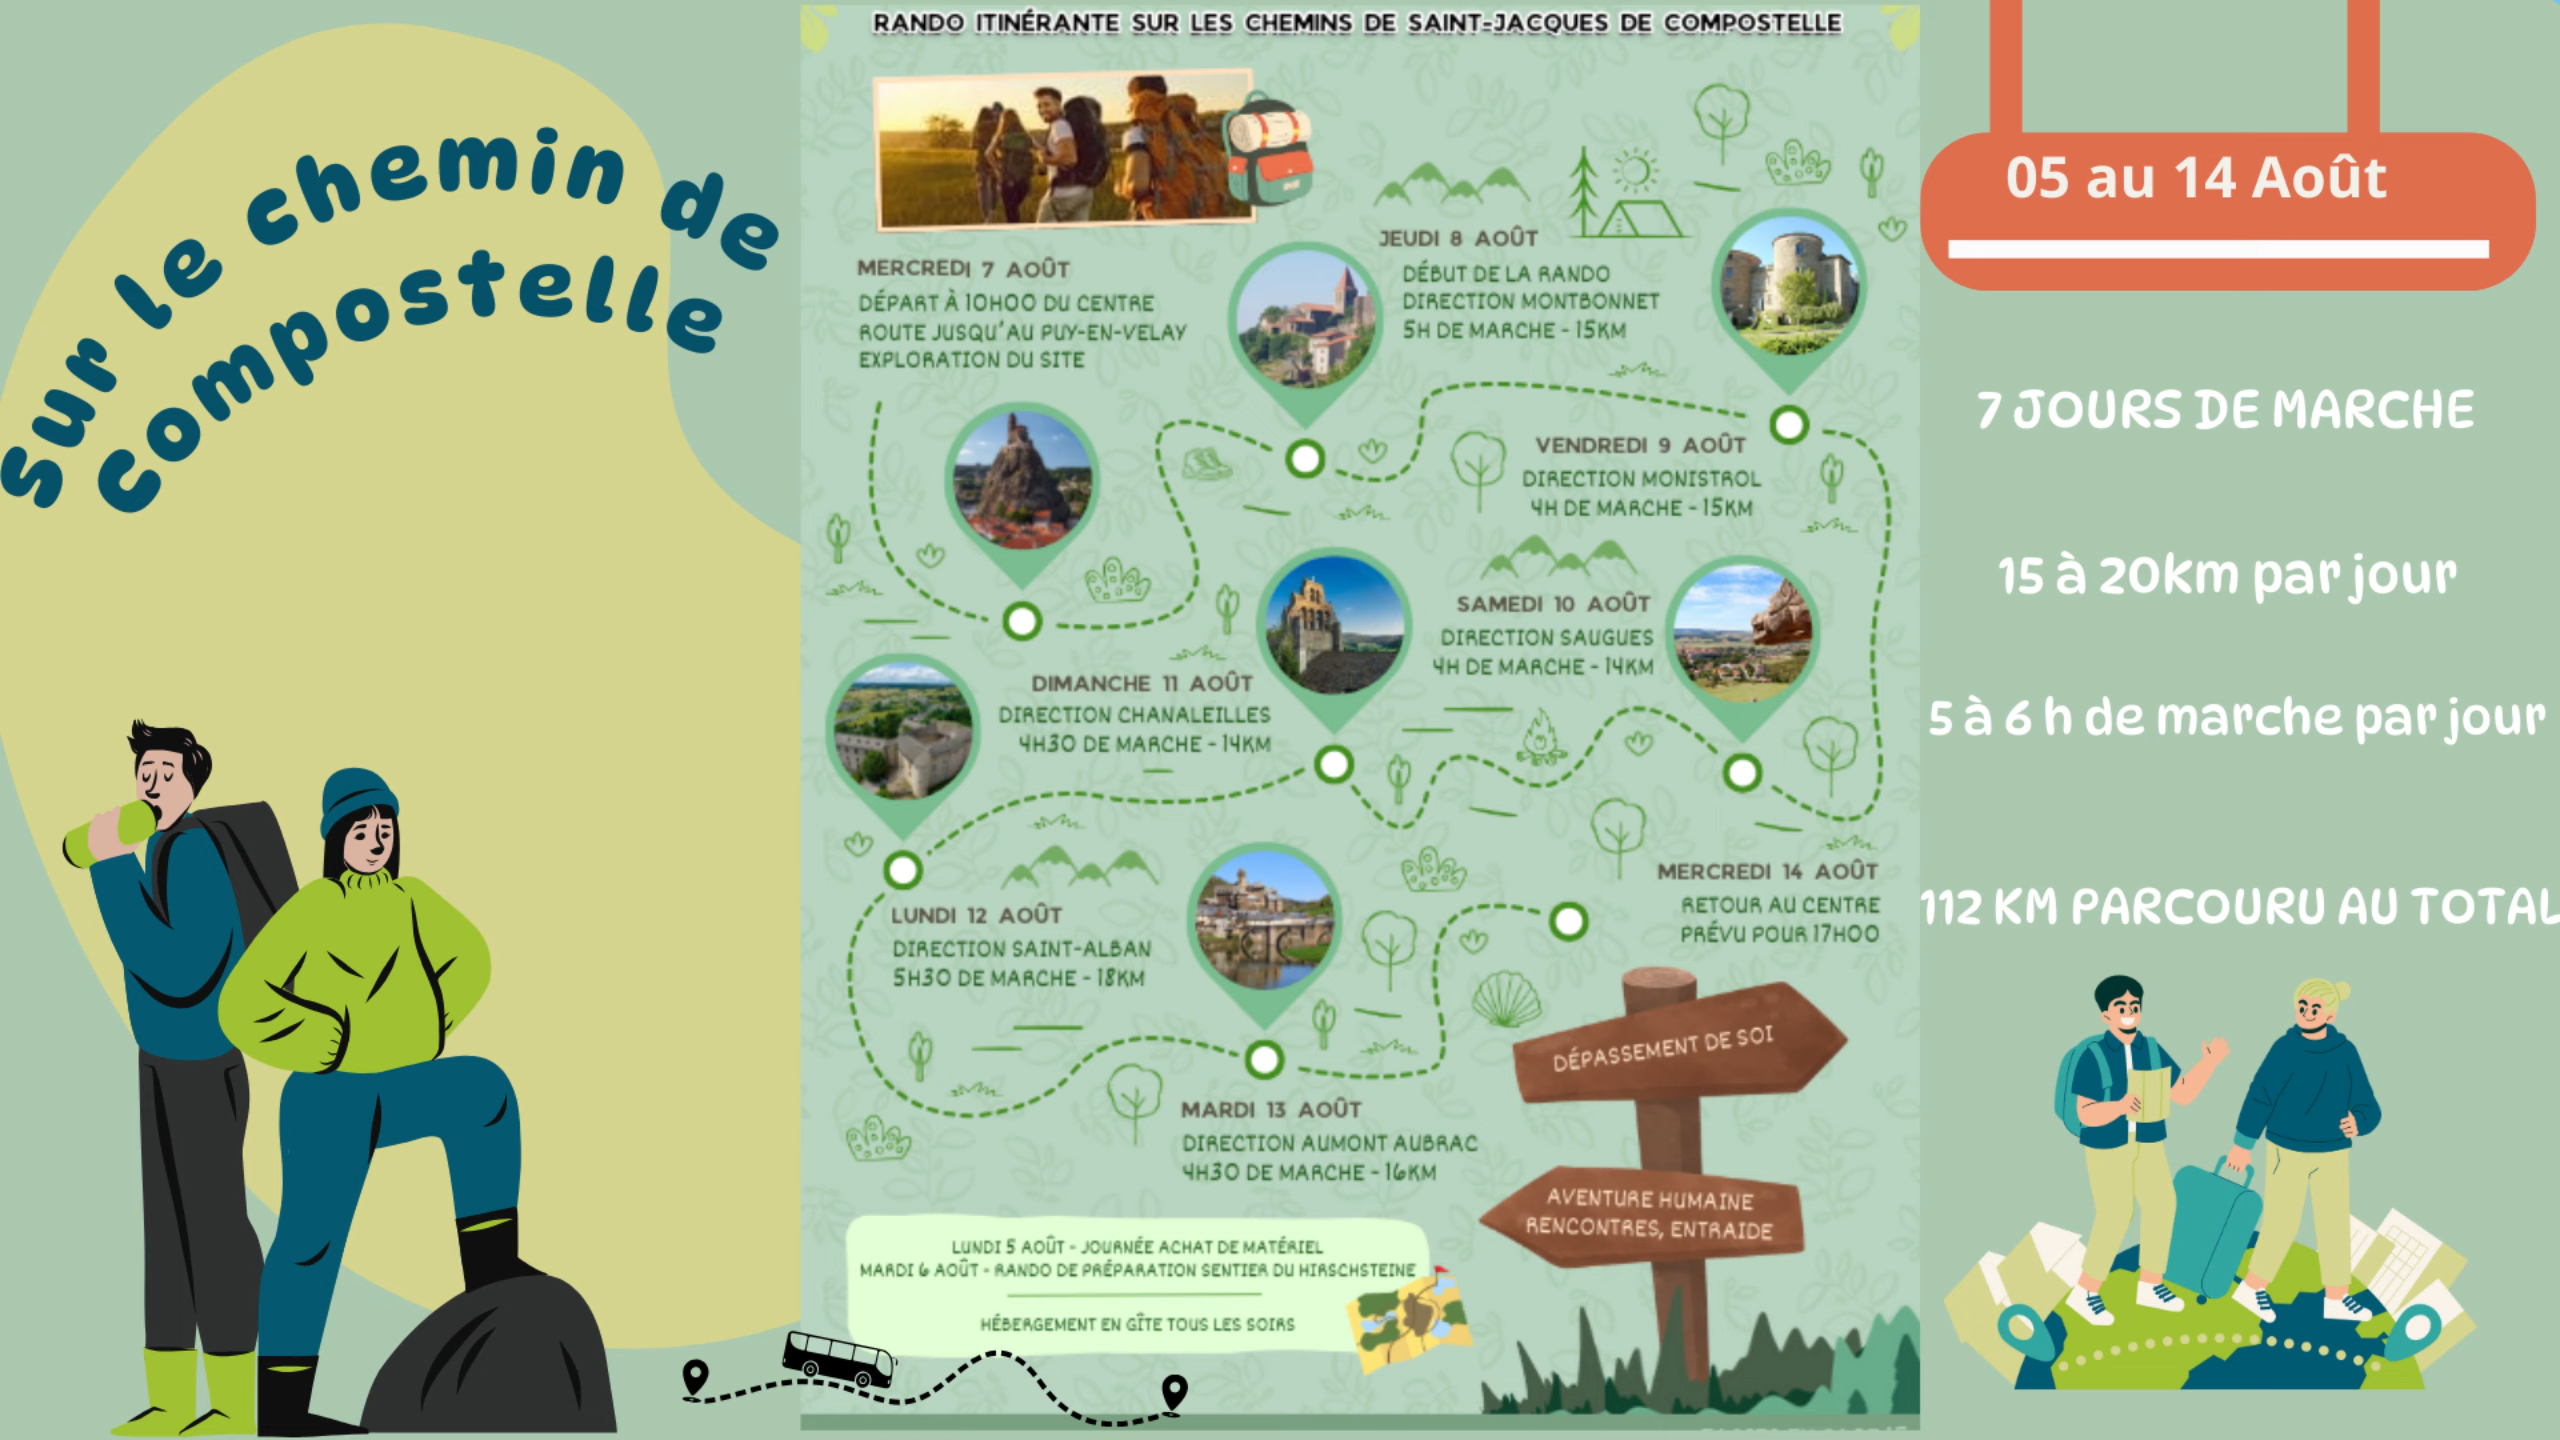 sur le chemin de
compostelle
RANDO ITINÉRANTE SUR LES CHEMINS DE SAINT-JACQUES DE COMPOSTELLE
MERCREDI 7 AOÛT
DÉPART À 10H00 DU CENTRE
ROUTE JUSQU'AU PUY-EN-VELAY
EXPLORATION DU SITE
JEUDI 8 AOÛT
DÉBUT DE LA RANDO
DIRECTION MONTBONNET
5H DE MARCHE - 15KM
VENDREDI 9 AOÛT
DIRECTION MONISTROL
4H DE MARCHE - 15KM
SAMEDI 10 AOÛT
DIRECTION SAUGUES
4H DE MARCHE - 14KM
DIMANCHE 11 AOÛT
DIRECTION CHANALEILLES
4H30 DE MARCHE - 14KM
LUNDI 12 AOÛT
DIRECTION SAINT-ALBAN
5H30 DE MARCHE - 18KM
MARDI 13 AOÛT
DIRECTION AUMONT AUBRAC
4H30 DE MARCHE - 16KM
MERCREDI 14 AOÛT
RETOUR AU CENTRE
PRÉVU POUR 17H00
DÉPASSEMENT DE SOI
AVENTURE HUMAINE
RENCONTRES, ENTRAIDE
LUNDI 5 AOÛT - JOURNÉE ACHAT DE MATÉRIEL
MARDI 6 AOÛT - RANDO DE PRÉPARATION SENTIER DU HIRSCHSTEINE
HÉBERGEMENT EN GÎTE TOUS LES SOIRS
05 au 14 Août
7 JOURS DE MARCHE
15 à 20km par jour
5 à 6 h de marche par jour
112 KM PARCOURU AU TOTAL